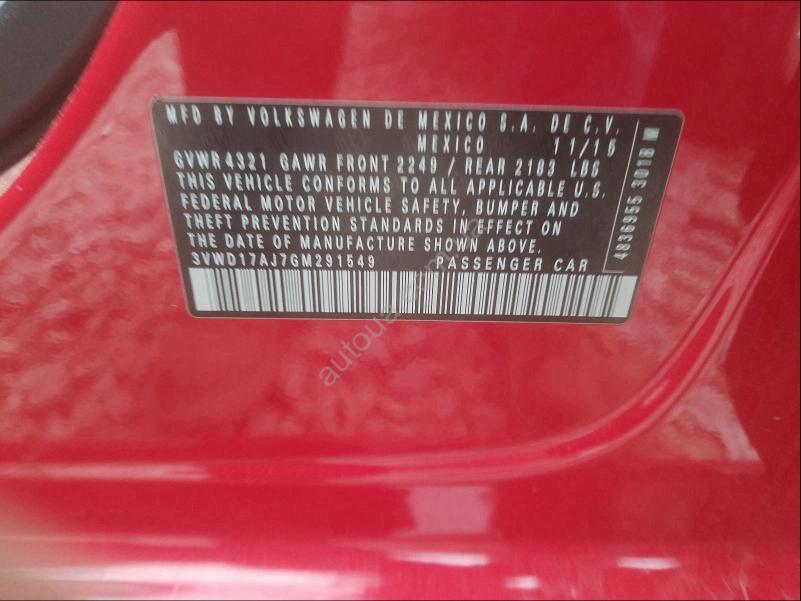 MFD BY VOLKSWAGEN DE MEXICO S.A. DE C.V.
MEXICO 11/15
GVWR 4321 GAWR FRONT 2249 / REAR 2183 LBS
THIS VEHICLE CONFORMS TO ALL APPLICABLE U.S.
FEDERAL MOTOR VEHICLE SAFETY, BUMPER AND
THEFT PREVENTION STANDARDS IN EFFECT ON
THE DATE OF MANUFACTURE SHOWN ABOVE.
3VWD17AJ7GM291549 PASSENGER CAR
4836955 3018 M